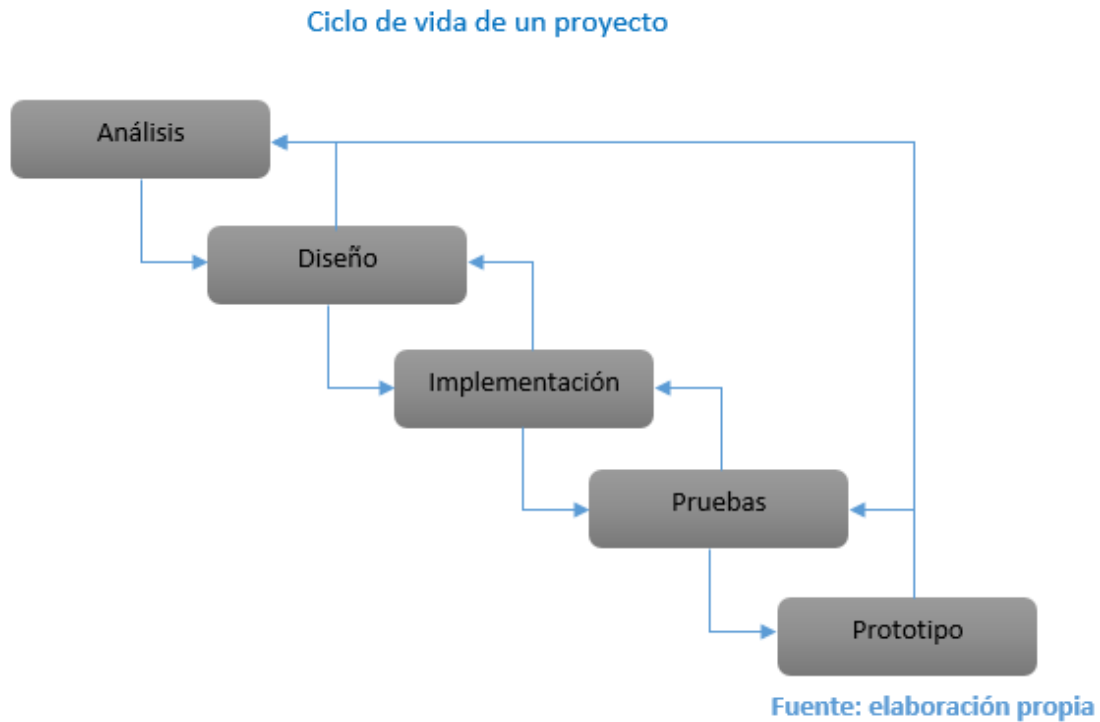 Ciclo de vida de un proyecto
Análisis
Diseño
Implementación
Pruebas
Prototipo
Fuente: elaboración propia